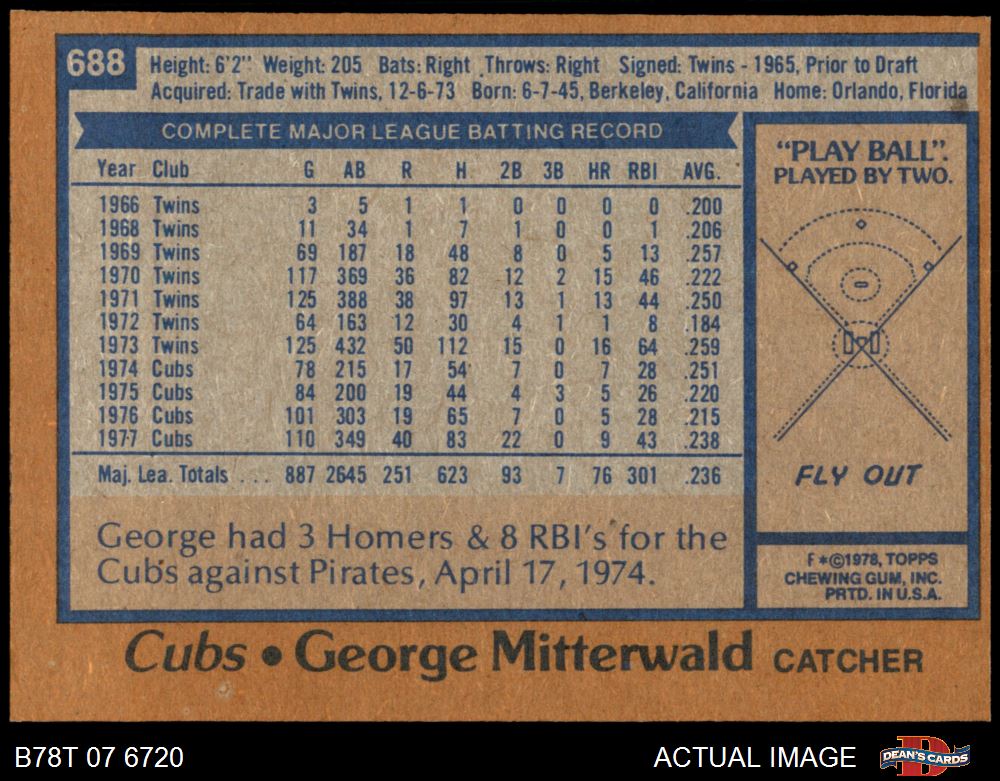 688
Height: 6'2" Weight: 205 Bats: Right Throws: Right Signed: Twins - 1965, Prior to Draft
Acquired: Trade with Twins, 12-6-73 Born: 6-7-45, Berkeley, California Home: Orlando, Florida
COMPLETE MAJOR LEAGUE BATTING RECORD
Year Club G AB R H 2B 3B HR RBI AVG.
1966 Twins 3 5 1 1 0 0 0 0 .200
1968 Twins 11 34 1 7 1 0 0 1 .206
1969 Twins 69 187 18 48 8 0 5 13 .257
1970 Twins 117 369 36 82 12 2 15 46 .222
1971 Twins 125 388 38 97 13 1 13 44 .250
1972 Twins 64 163 12 30 4 1 1 8 .184
1973 Twins 125 432 50 112 15 0 16 64 .259
1974 Cubs 78 215 17 54 7 0 7 28 .251
1975 Cubs 84 200 19 44 4 3 5 26 .220
1976 Cubs 101 303 19 65 7 0 5 28 .215
1977 Cubs 110 349 40 83 22 0 9 43 .238
Maj. Lea. Totals . . . 887 2645 251 623 93 7 76 301 .236
George had 3 Homers & 8 RBI's for the
Cubs against Pirates, April 17, 1974.
"PLAY BALL".
PLAYED BY TWO.
FLY OUT
F*©1978, TOPPS
CHEWING GUM, INC.
PRTD. IN U.S.A.
Cubs • George Mitterwald CATCHER
B78T 07 6720
ACTUAL IMAGE
DEAN'S CARDS